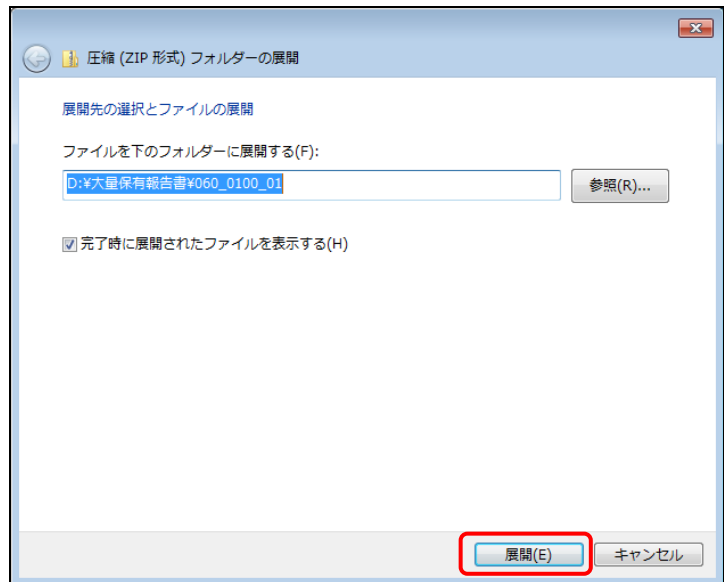 圧縮 (ZIP 形式) フォルダーの展開
展開先の選択とファイルの展開
ファイルを下のフォルダーに展開する(F):
D:¥大量保有報告書¥060_0100_01
参照(R)...
完了時に展開されたファイルを表示する(H)
展開(E)
キャンセル